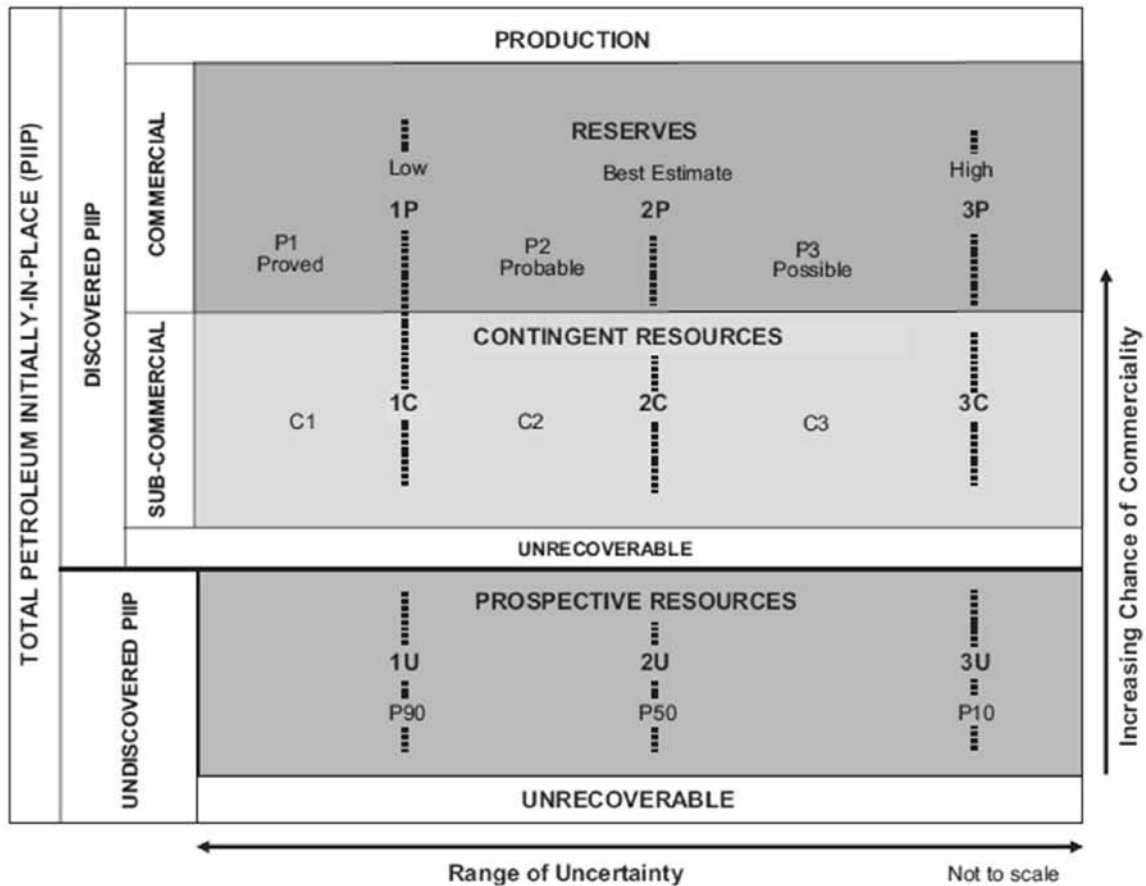 TOTAL PETROLEUM INITIALLY-IN-PLACE (PIIP)
DISCOVERED PIIP
COMMERCIAL
PRODUCTION
RESERVES
Low
Best Estimate
High
1P
2P
3P
P1
Proved
P2
Probable
P3
Possible
SUB-COMMERCIAL
CONTINGENT RESOURCES
1C
2C
3C
C1
C2
C3
UNRECOVERABLE
UNDISCOVERED PIIP
PROSPECTIVE RESOURCES
1U
2U
3U
P90
P50
P10
UNRECOVERABLE
Increasing Chance of Commerciality
Range of Uncertainty
Not to scale